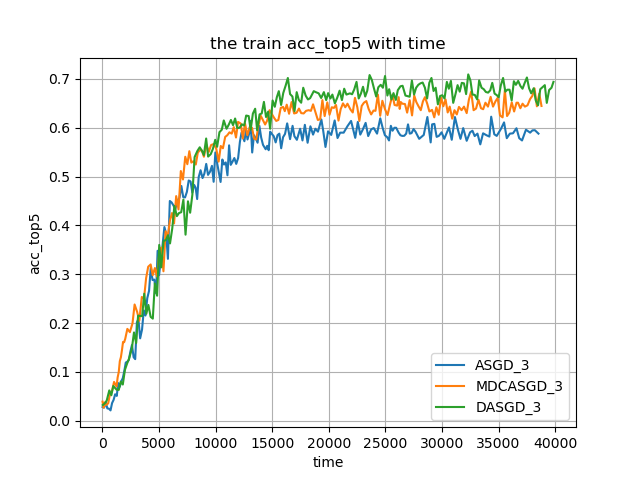 the train acc_top5 with time
acc_top5
0.7
0.6
0.5
0.4
0.3
0.2
0.1
0.0
0 5000 10000 15000 20000 25000 30000 35000 40000
time
ASGD_3
MDCASGD_3
DASGD_3